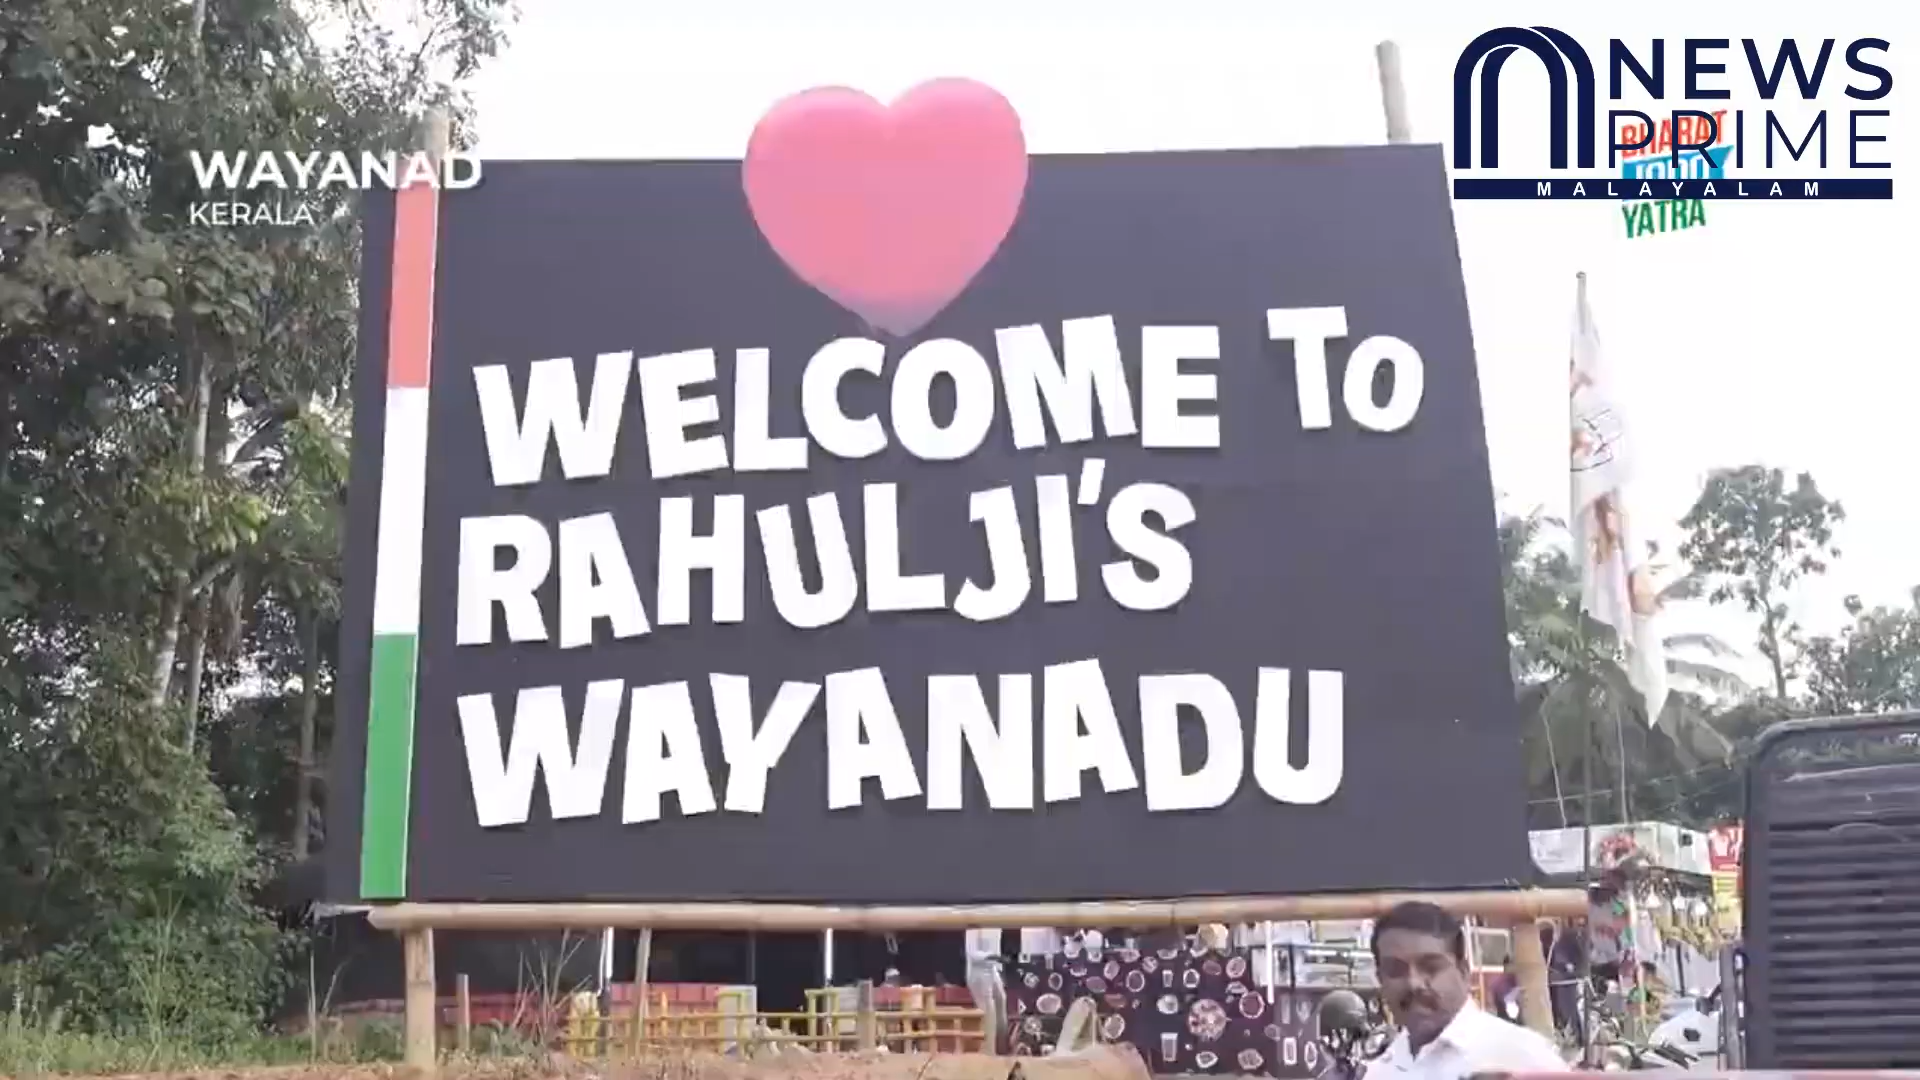 WAYANAD
KERALA
NEWS
PRIME
MALAYALAM
BHARAT
JODO
YATRA
WELCOME TO
RAHULJI'S
WAYANADU